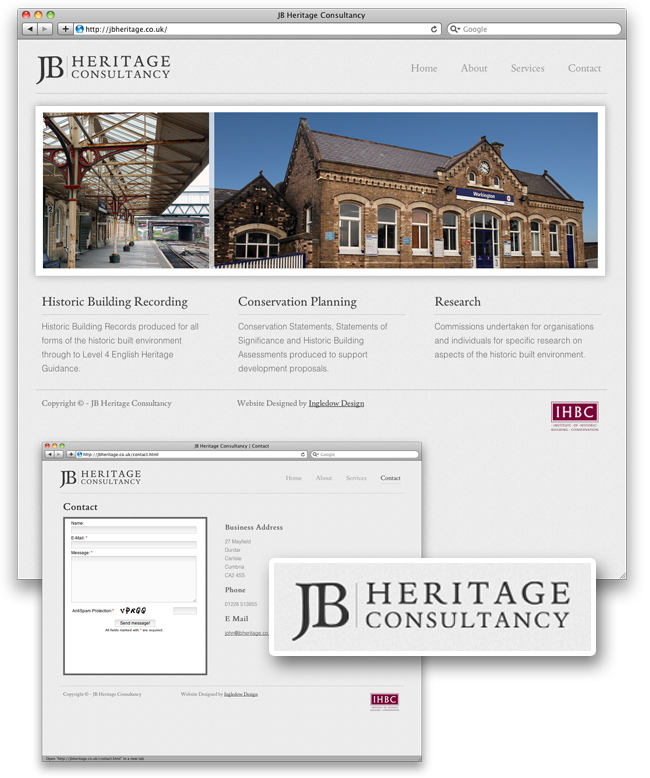 JB Heritage Consultancy
http://jbheritage.co.uk/
Google
JB HERITAGE
CONSULTANCY
Home About Services Contact
2
Workington
Historic Building Recording
Historic Building Records produced for all
forms of the historic built environment
through to Level 4 English Heritage
Guidance.
Conservation Planning
Conservation Statements, Statements of
Significance and Historic Building
Assessments produced to support
development proposals.
Research
Commissions undertaken for organisations
and individuals for specific research on
aspects of the historic built environment.
Copyright © - JB Heritage Consultancy
Website Designed by Ingledow Design
IHBC
INSTITUTE OF HISTORIC
BUILDING CONSERVATION
JB Heritage Consultancy | Contact
http://jbheritage.co.uk/contact.html
Google
JB HERITAGE
CONSULTANCY
Home About Services Contact
Contact
Name:
E-Mail: *
Message: *
AntiSpam Protection:*
Send message!
All fields marked with * are required.
Business Address
27 Mayfield
Durdar
Carlisle
Cumbria
CA2 4SS
Phone
01228 513855
E Mail
john@jbheritage.co
JB HERITAGE
CONSULTANCY
Copyright © - JB Heritage Consultancy
Website Designed by Ingledow Design
IHBC
Open "http://jbheritage.co.uk/contact.html" in a new tab